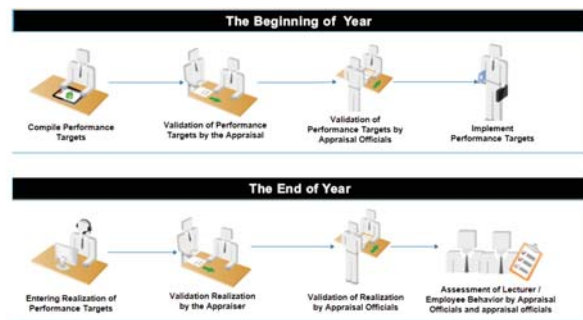 The Beginning of Year
Compile Performance
Targets
Validation of Performance
Targets by the Appraisal
Validation of
Performance Targets by
Appraisal Officials
Implement
Performance Targets
The End of Year
Entering Realization of
Performance Targets
Validation Realization
by the Appraiser
Validation of Realization
by Appraisal Officials
Assessment of Lecturer /
Employee Behavior by Appraisal
Officials and appraisal officials